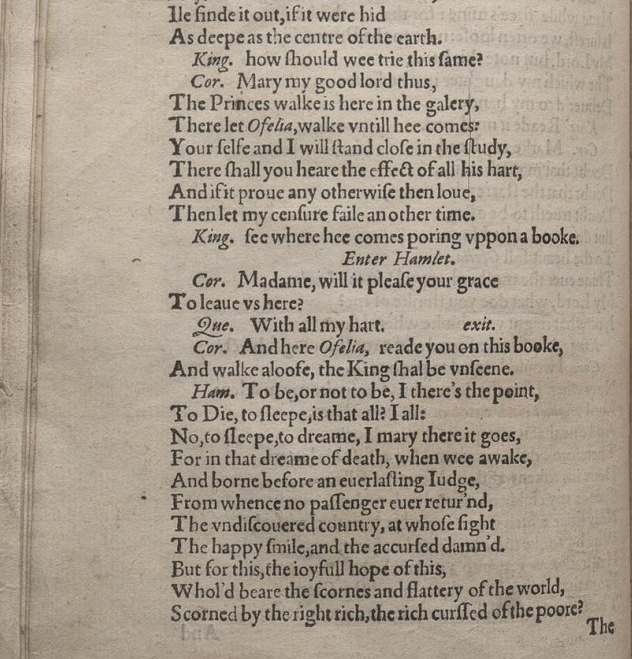 Ile finde it out, if it were hid
As deepe as the centre of the earth.
King. how ſhould wee trie this ſame?
Cor. Mary my good lord thus,
The Princes walke is here in the galery,
There let Ofelia, walke vntill hee comes:
Your ſelfe and I will ſtand cloſe in the ſtudy,
There ſhall you heare the effect of all his hart,
And if it proue any otherwiſe then loue,
Then let my cenſure faile an other time.
King. ſee where hee comes poring vppon a booke.
Enter Hamlet.
Cor. Madame, will it pleaſe your grace
To leaue vs here?
Que. With all my hart. exit.
Cor. And here Ofelia, reade you on this booke,
And walke aloofe, the King ſhal be vnſeene.
Ham. To be, or not to be, I there's the point,
To Die, to ſleepe, is that all? I all:
No, to ſleepe, to dreame, I mary there it goes,
For in that dreame of death, when wee awake,
And borne before an euerlaſting Iudge,
From whence no paſſenger euer retur'nd,
The vndiſcouered country, at whoſe ſight
The happy ſmile, and the accurſed damn'd.
But for this, the ioyfull hope of this,
Whol'd beare the ſcornes and flattery of the world,
Scorned by the right rich, the rich curſſed of the poore?
The